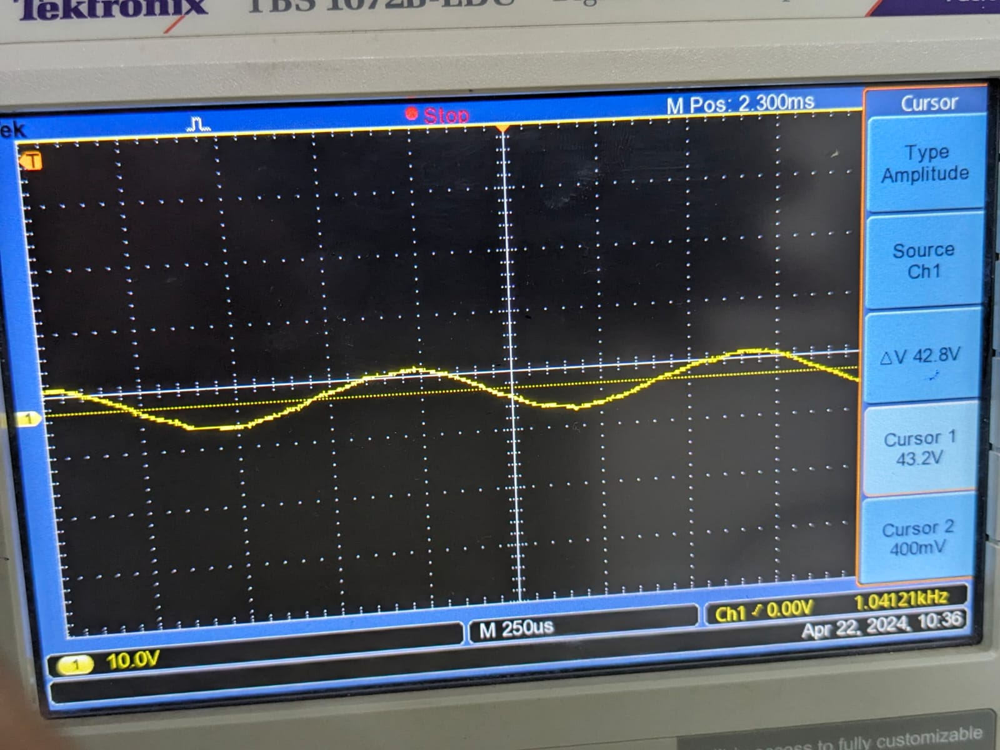 Tektronix TBS 1072B-EDU
ek Stop M Pos: 2.300ms
Cursor
T
Type
Amplitude
Source
Ch1
△V 42.8V
1
Cursor 1
43.2V
Cursor 2
400mV
Ch1 0.00V 1.04121kHz
M 250us
Apr 22, 2024, 10:36
1 10.0V
to fully customizable